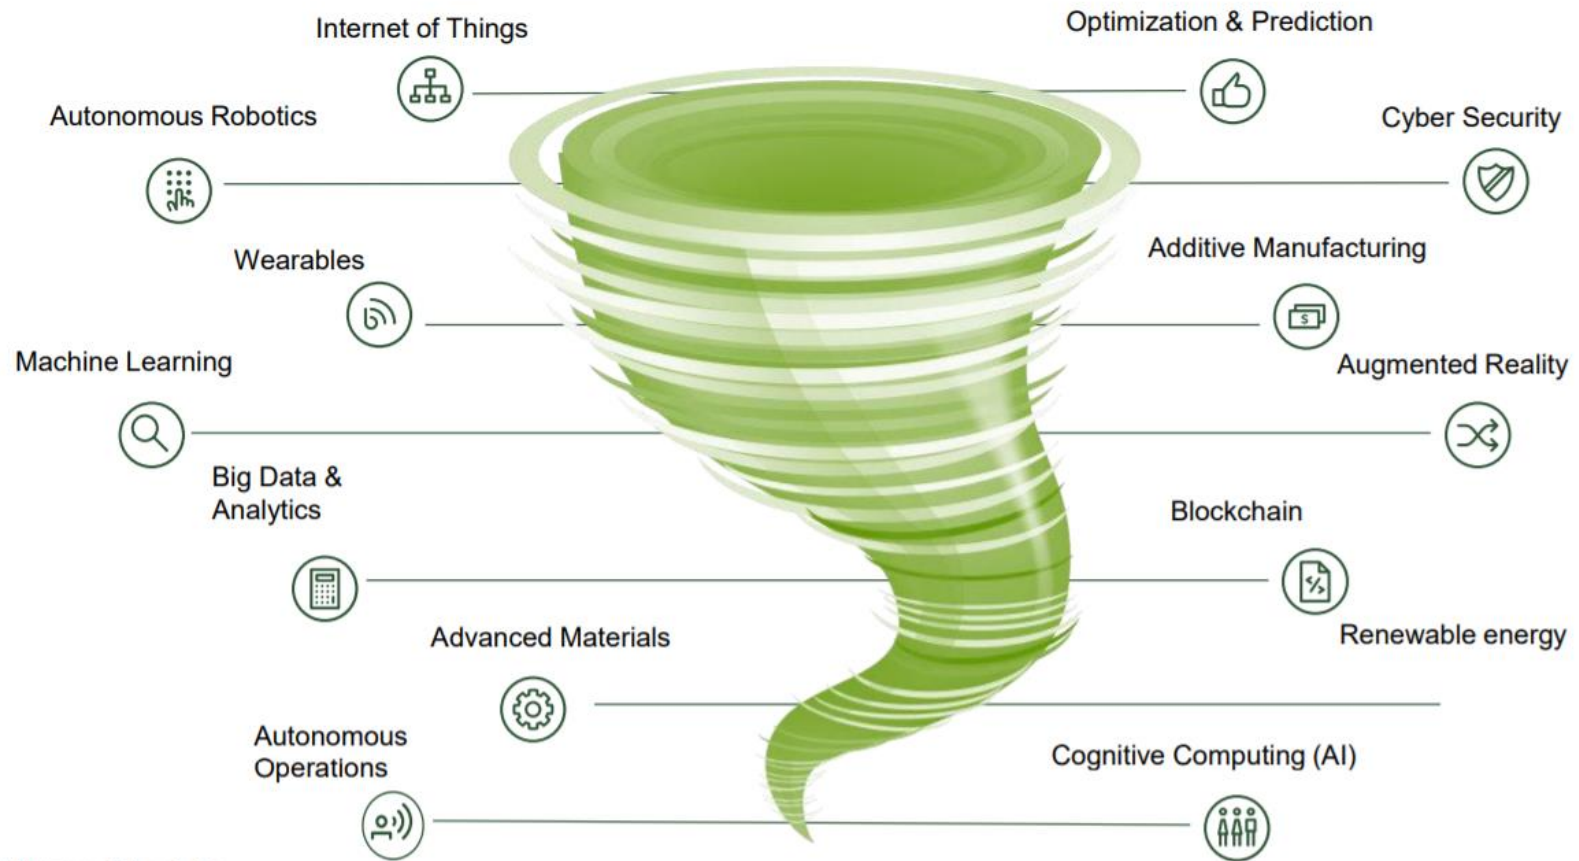 Internet of Things
Optimization & Prediction
Autonomous Robotics
Cyber Security
Wearables
Additive Manufacturing
$
Machine Learning
Augmented Reality
Big Data &
Analytics
Blockchain
</>
Advanced Materials
Renewable energy
Autonomous
Operations
Cognitive Computing (AI)